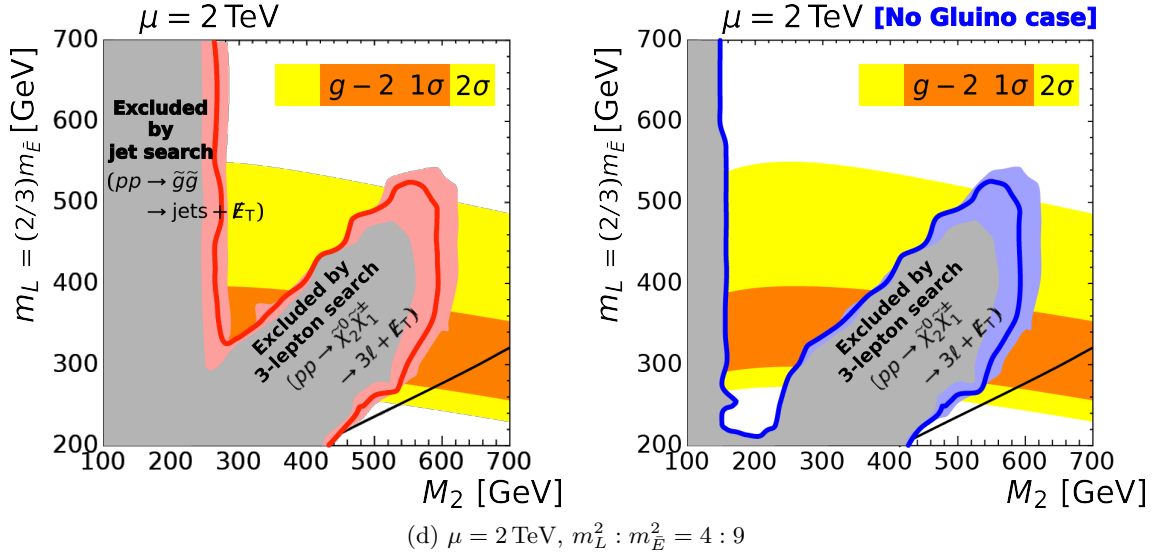 μ = 2 TeV
m_L = (2/3)m_Ẽ [GeV]
700
600
500
400
300
200
g − 2 1σ 2σ
Excluded
by
jet search
(pp → g̃g̃
→ jets + E̸_T)
Excluded by
3-lepton search
(pp → χ̃⁰₂χ̃±₁
→ 3ℓ + E̸_T)
100 200 300 400 500 600 700
M₂ [GeV]
μ = 2 TeV [No Gluino case]
m_L = (2/3)m_Ẽ [GeV]
700
600
500
400
300
200
g − 2 1σ 2σ
Excluded by
3-lepton search
(pp → χ̃⁰₂χ̃±₁
→ 3ℓ + E̸_T)
100 200 300 400 500 600 700
M₂ [GeV]
(d) μ = 2 TeV, m²_L : m²_Ē = 4 : 9